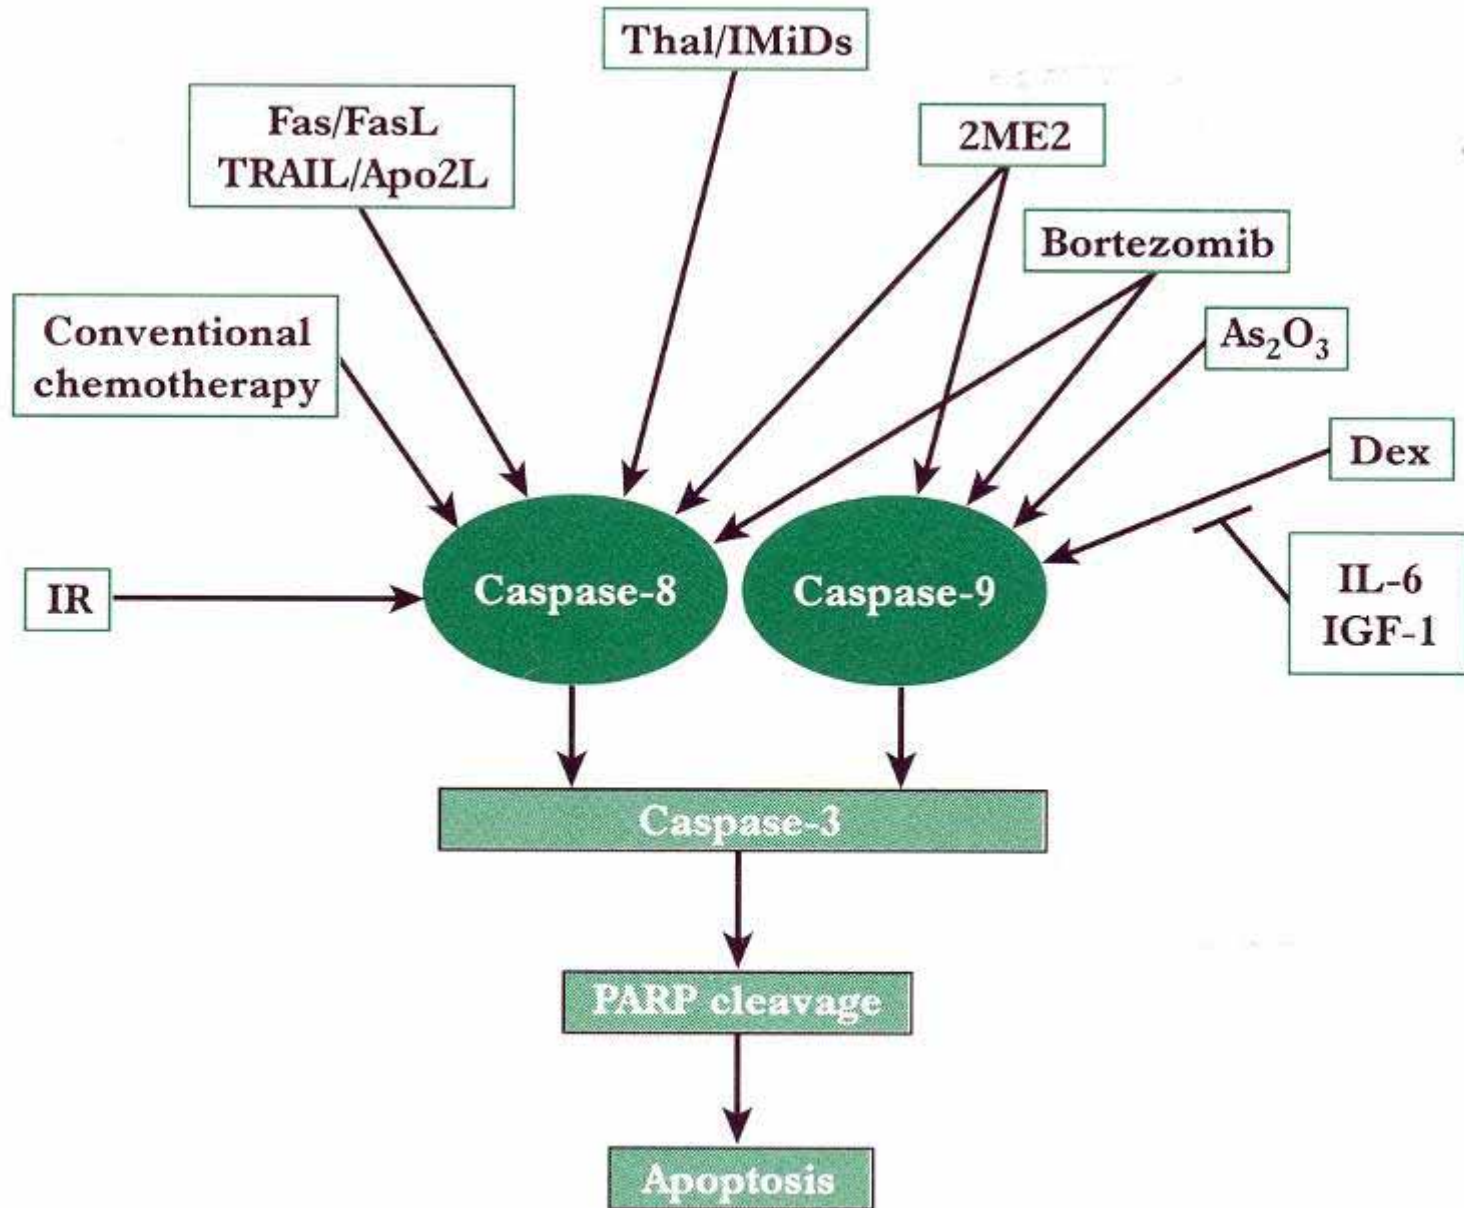 Thal/IMiDs
Fas/FasL
TRAIL/Apo2L
2ME2
Bortezomib
Conventional
chemotherapy
As₂O₃
Dex
IR
Caspase-8
Caspase-9
IL-6
IGF-1
Caspase-3
PARP cleavage
Apoptosis